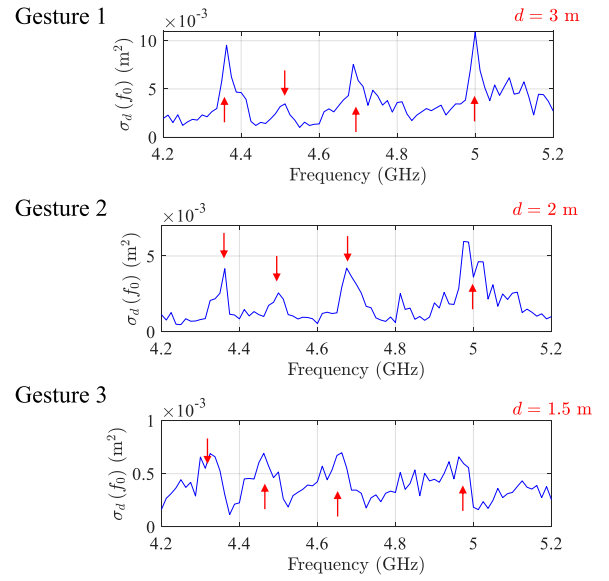 Gesture 1
d = 3 m
×10⁻³
10
5
0
σ_d (f₀) (m²)
4.2 4.4 4.6 4.8 5 5.2
Frequency (GHz)
Gesture 2
d = 2 m
×10⁻³
5
0
σ_d (f₀) (m²)
4.2 4.4 4.6 4.8 5 5.2
Frequency (GHz)
Gesture 3
d = 1.5 m
×10⁻³
1
0.5
0
σ_d (f₀) (m²)
4.2 4.4 4.6 4.8 5 5.2
Frequency (GHz)